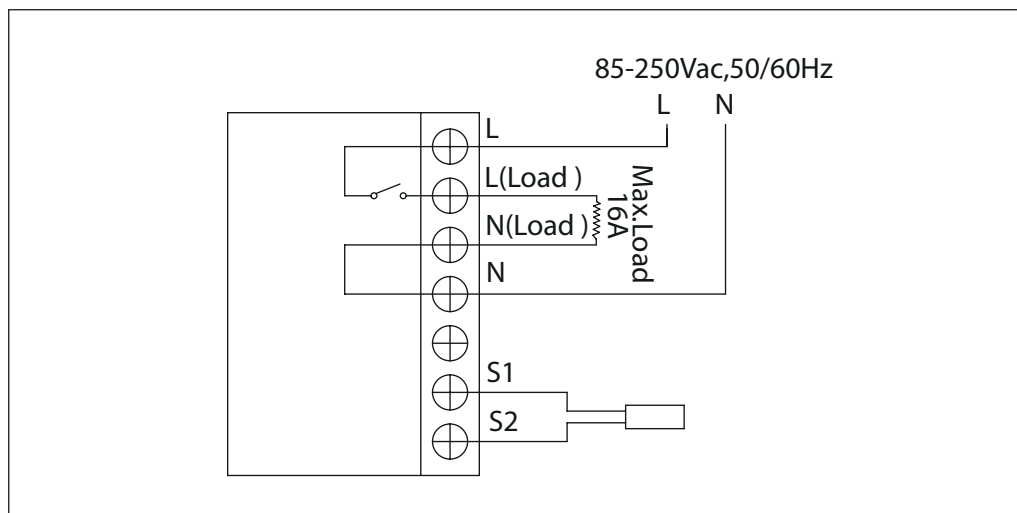 85-250Vac,50/60Hz
L N
L
L(Load )
N(Load )
N
Max.Load
16A
S1
S2